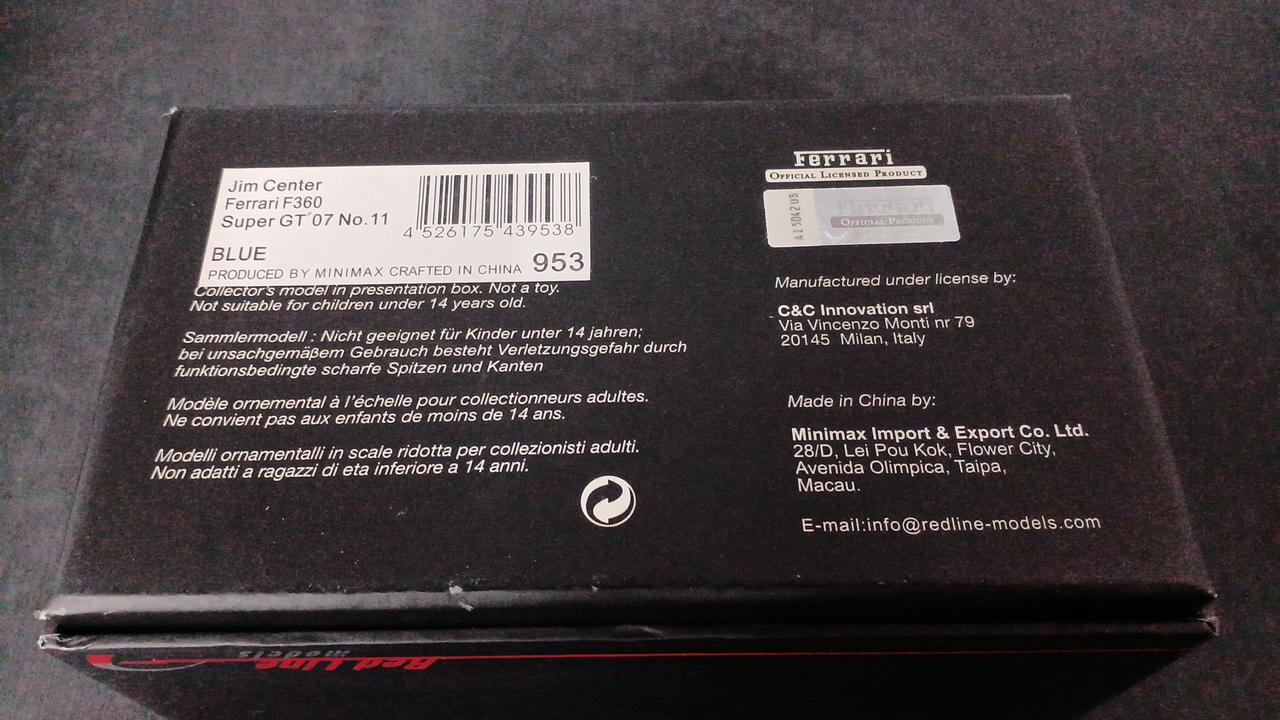 Jim Center
Ferrari F360
Super GT´07 No.11
4 526175 439538
BLUE
PRODUCED BY MINIMAX CRAFTED IN CHINA 953
Collector's model in presentation box. Not a toy.
Not suitable for children under 14 years old.
Sammlermodell : Nicht geeignet für Kinder unter 14 jahren;
bei unsachgemäβem Gebrauch besteht Verletzungsgefahr durch
funktionsbedingte scharfe Spitzen und Kanten
Modèle ornemental à l'échelle pour collectionneurs adultes.
Ne convient pas aux enfants de moins de 14 ans.
Modelli ornamentalli in scale ridotta per collezionisti adulti.
Non adatti a ragazzi di eta inferiore a 14 anni.
Ferrari
OFFICIAL LICENSED PRODUCT
A25042US
Ferrari
OFFICIAL PRODUCT
Manufactured under license by:
C&C Innovation srl
Via Vincenzo Monti nr 79
20145 Milan, Italy
Made in China by:
Minimax Import & Export Co. Ltd.
28/D, Lei Pou Kok, Flower City,
Avenida Olimpica, Taipa,
Macau.
E-mail:info@redline-models.com
Red Line
models